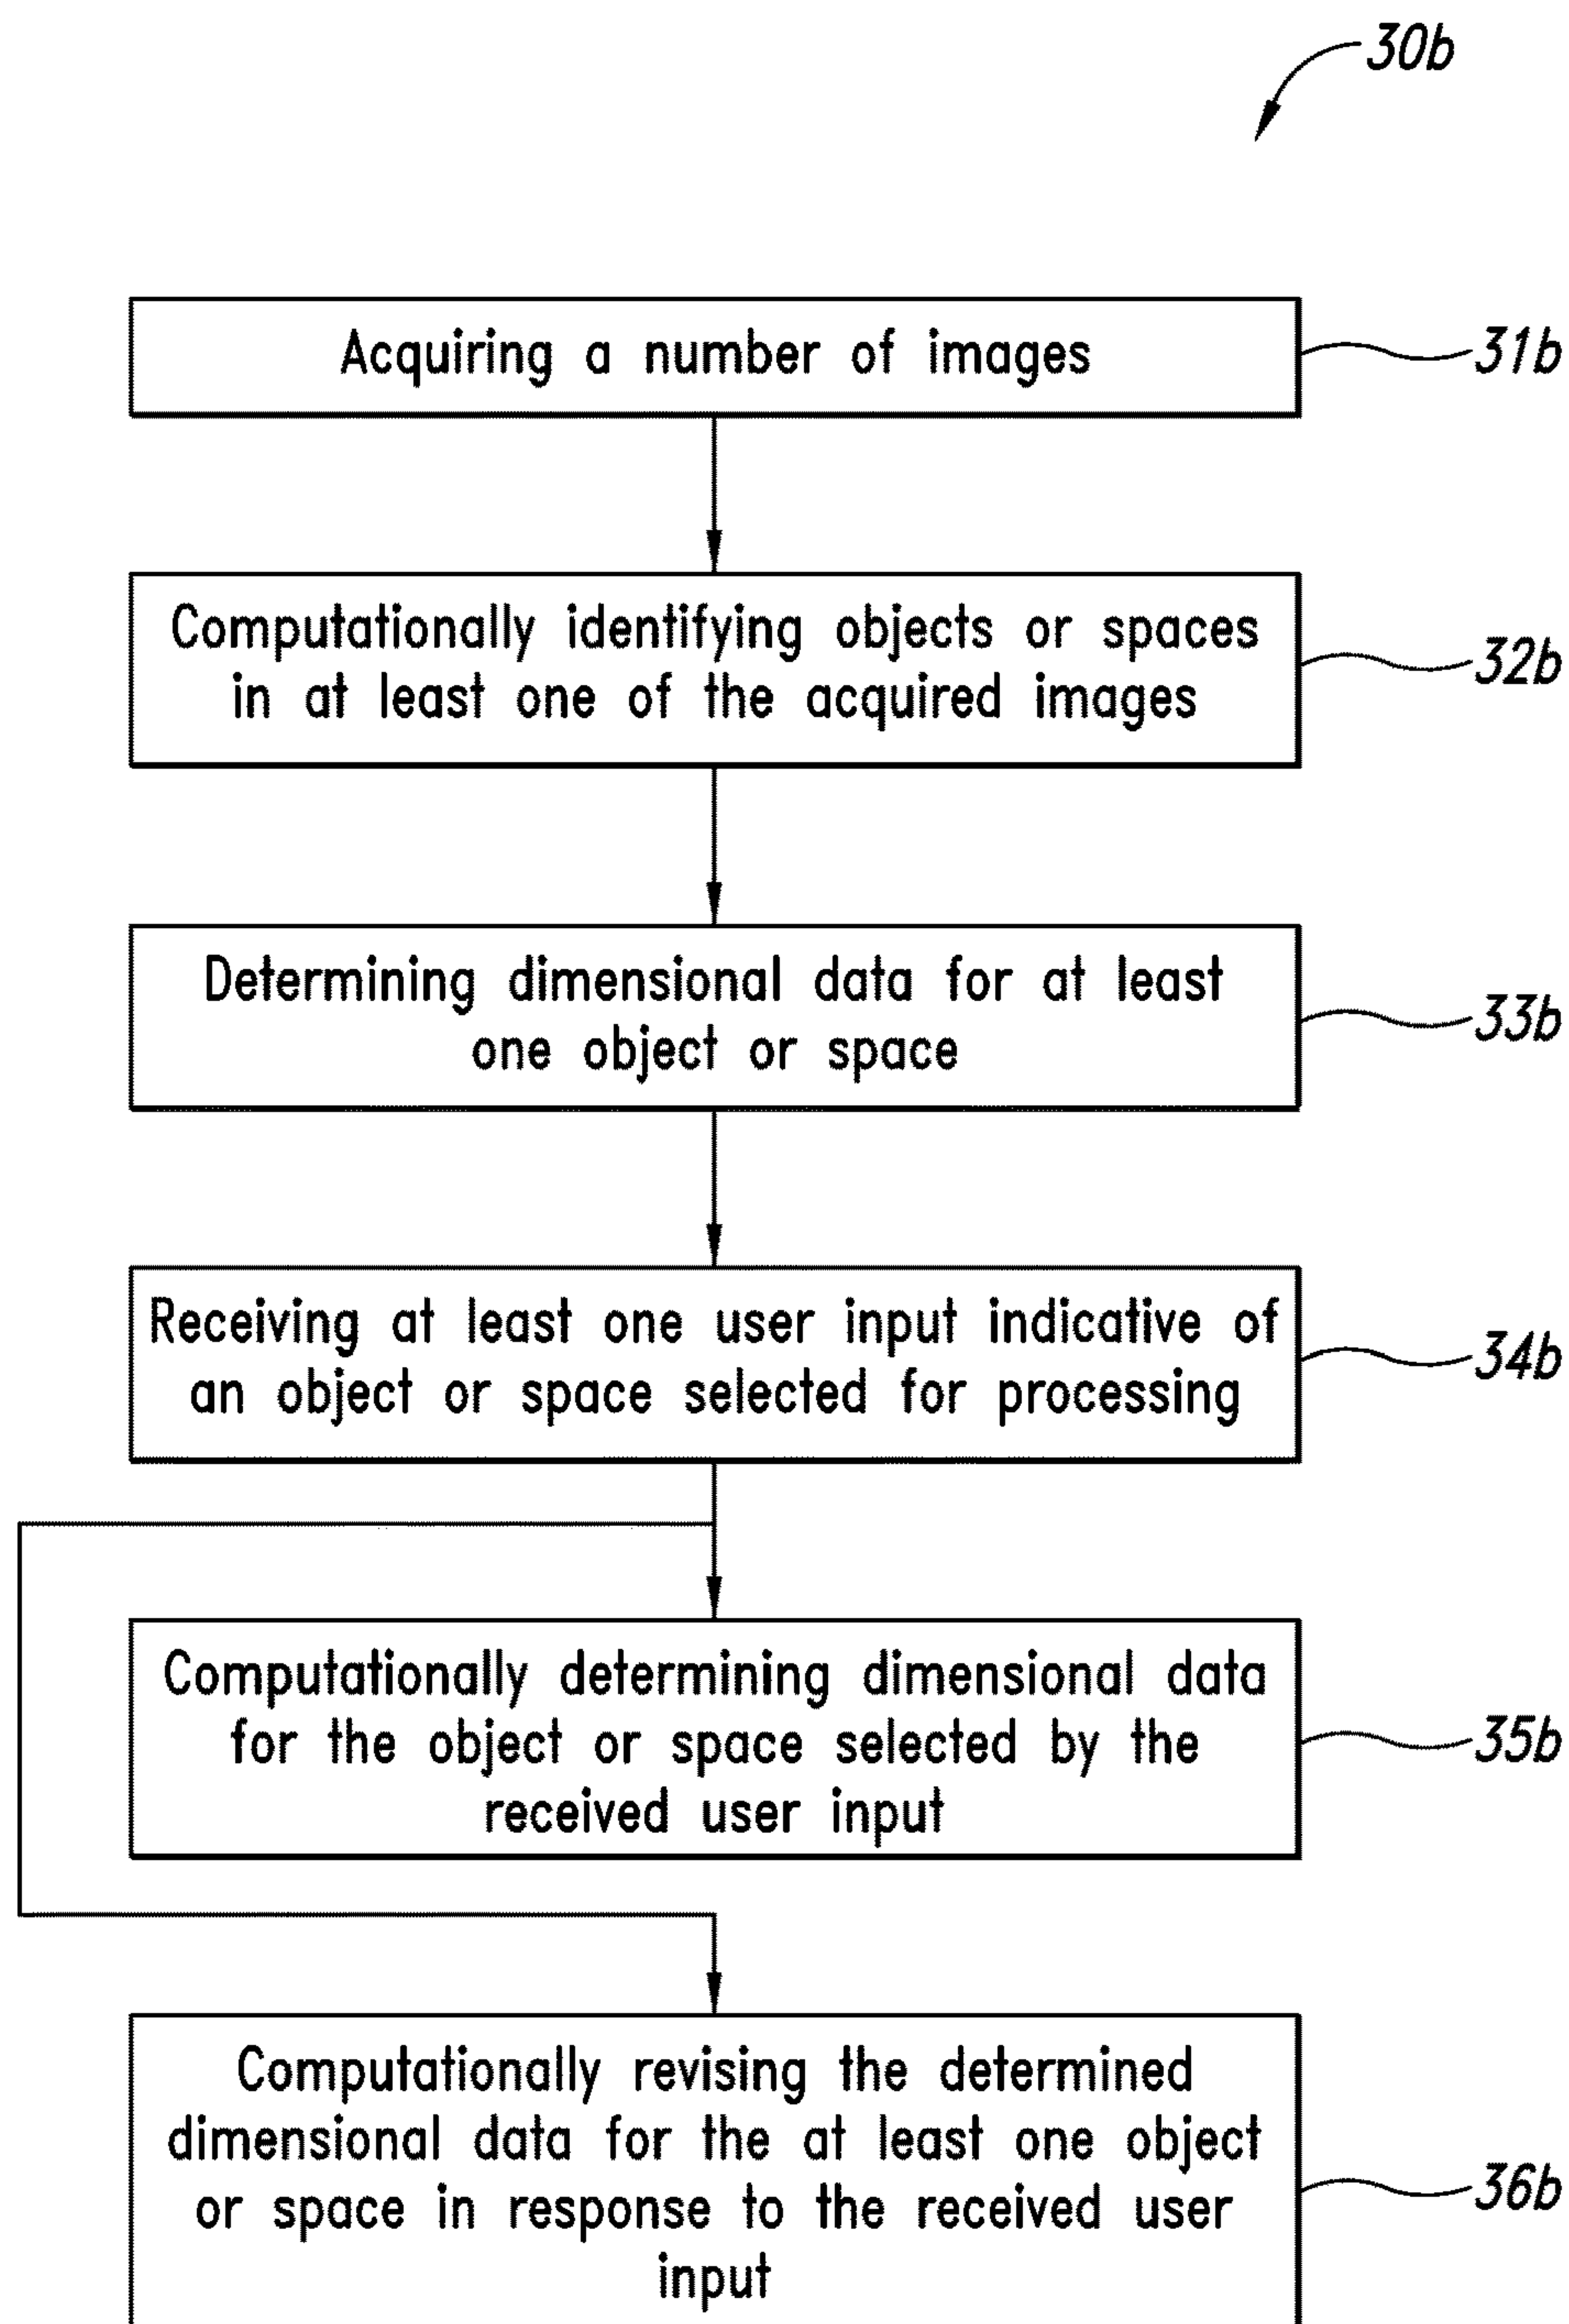 30b
Acquiring a number of images
31b
Computationally identifying objects or spaces
in at least one of the acquired images
32b
Determining dimensional data for at least
one object or space
33b
Receiving at least one user input indicative of
an object or space selected for processing
34b
Computationally determining dimensional data
for the object or space selected by the
received user input
35b
Computationally revising the determined
dimensional data for the at least one object
or space in response to the received user
input
36b